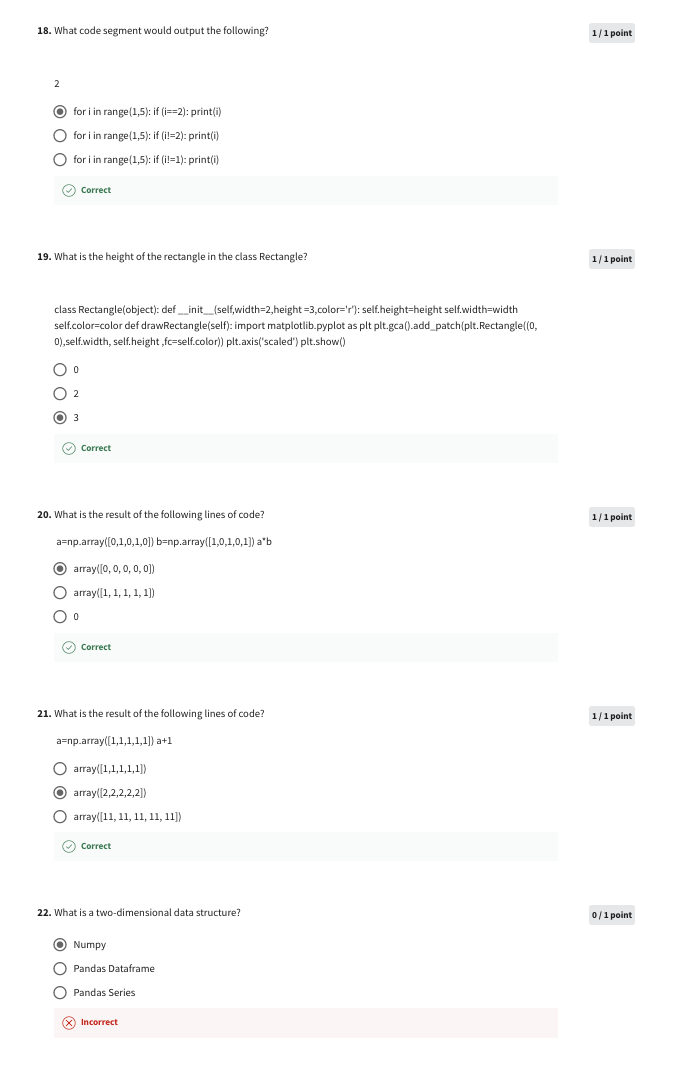 18. What code segment would output the following?
1 / 1 point
2
for i in range(1,5): if (i==2): print(i)
for i in range(1,5): if (i!=2): print(i)
for i in range(1,5): if (i!=1): print(i)
Correct
19. What is the height of the rectangle in the class Rectangle?
1 / 1 point
class Rectangle(object): def __init__(self,width=2,height =3,color='r'): self.height=height self.width=width
self.color=color def drawRectangle(self): import matplotlib.pyplot as plt plt.gca().add_patch(plt.Rectangle((0,
0),self.width, self.height ,fc=self.color)) plt.axis('scaled') plt.show()
0
2
3
Correct
20. What is the result of the following lines of code?
1 / 1 point
a=np.array([0,1,0,1,0]) b=np.array([1,0,1,0,1]) a*b
array([0, 0, 0, 0, 0])
array([1, 1, 1, 1, 1])
0
Correct
21. What is the result of the following lines of code?
1 / 1 point
a=np.array([1,1,1,1,1]) a+1
array([1,1,1,1,1])
array([2,2,2,2,2])
array([11, 11, 11, 11, 11])
Correct
22. What is a two-dimensional data structure?
0 / 1 point
Numpy
Pandas Dataframe
Pandas Series
Incorrect